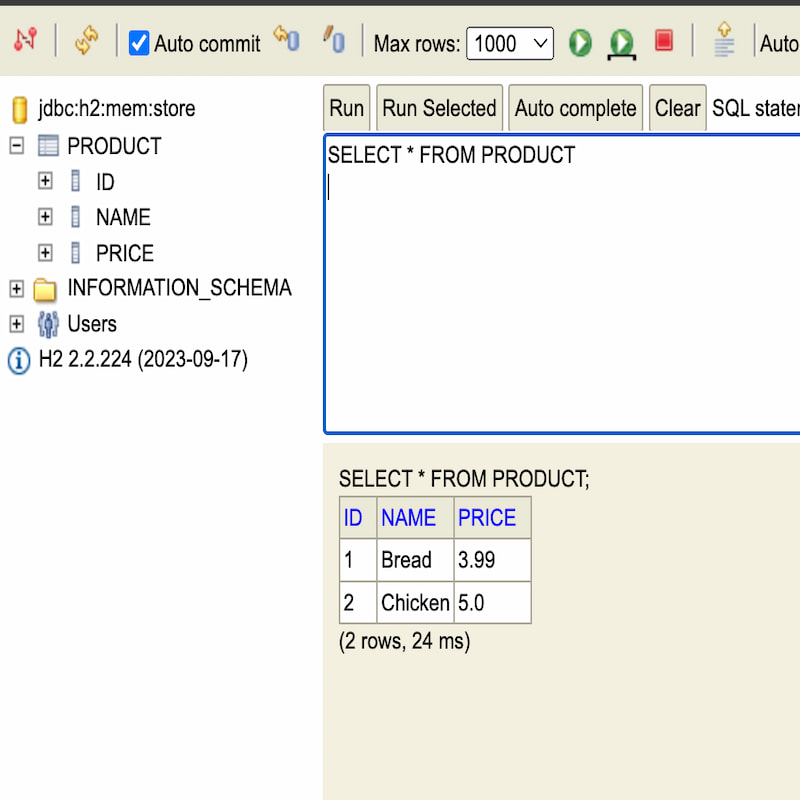 Auto commit Max rows: 1000 Auto
jdbc:h2:mem:store
PRODUCT
ID
NAME
PRICE
INFORMATION_SCHEMA
Users
H2 2.2.224 (2023-09-17)
Run Run Selected Auto complete Clear SQL stater
SELECT * FROM PRODUCT
SELECT * FROM PRODUCT;
ID NAME PRICE
1 Bread 3.99
2 Chicken 5.0
(2 rows, 24 ms)